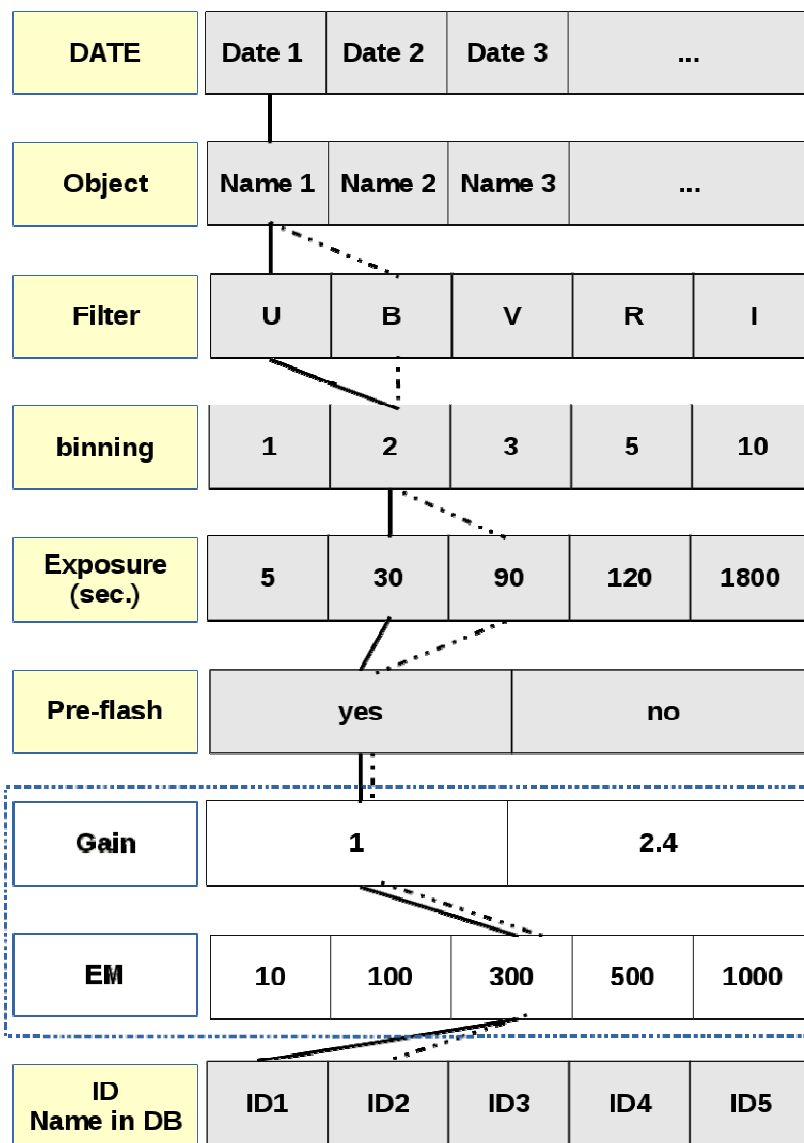 DATE Date 1 Date 2 Date 3 ...
Object Name 1 Name 2 Name 3 ...
Filter U B V R I
binning 1 2 3 5 10
Exposure
(sec.) 5 30 90 120 1800
Pre-flash yes no
Gain 1 2.4
EM 10 100 300 500 1000
ID
Name in DB ID1 ID2 ID3 ID4 ID5